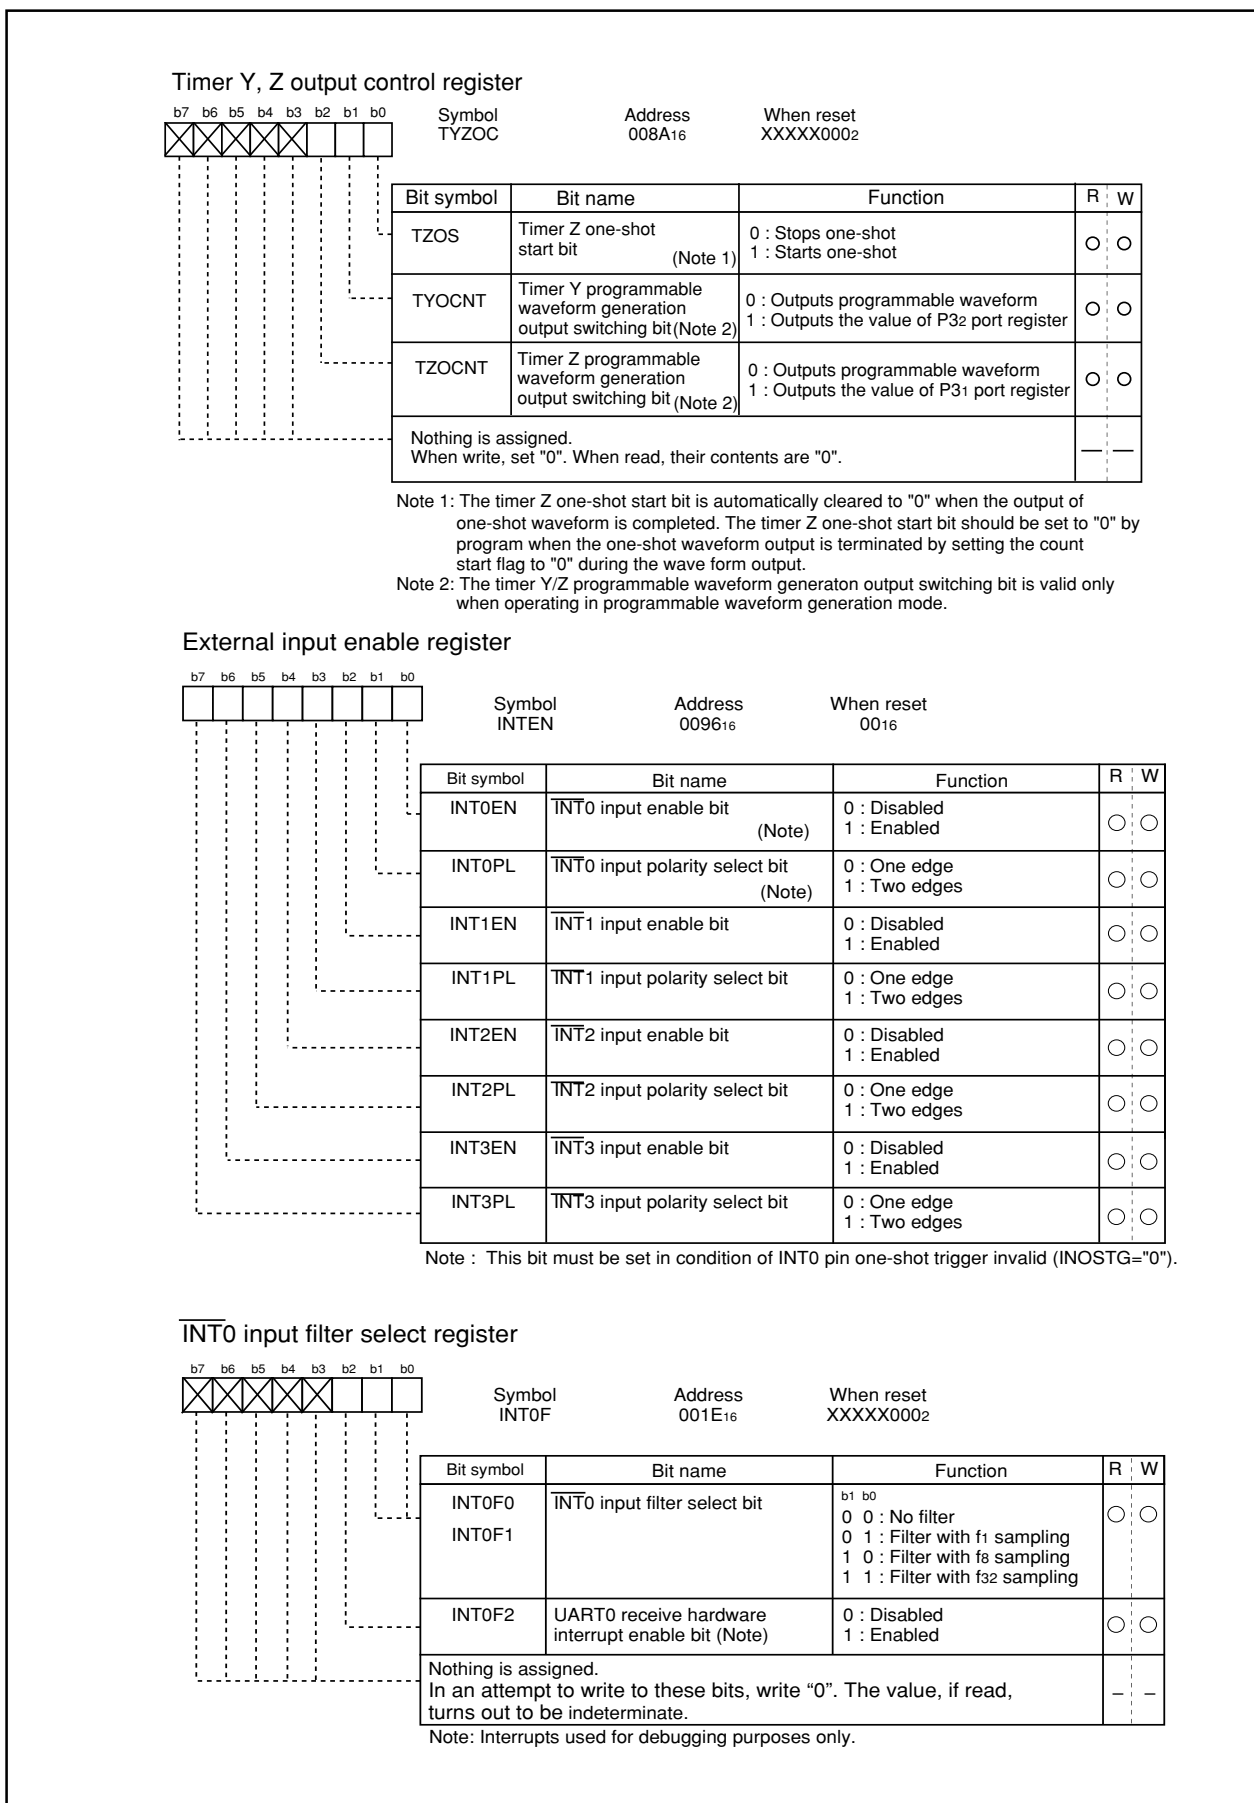 Timer Y, Z output control register
b7 b6 b5 b4 b3 b2 b1 b0
Symbol Address When reset
TYZOC 008A16 XXXXX0002
Bit symbol Bit name Function R W
TZOS Timer Z one-shot start bit (Note 1) 0 : Stops one-shot
1 : Starts one-shot
TYOCNT Timer Y programmable waveform generation output switching bit(Note 2) 0 : Outputs programmable waveform
1 : Outputs the value of P32 port register
TZOCNT Timer Z programmable waveform generation output switching bit (Note 2) 0 : Outputs programmable waveform
1 : Outputs the value of P31 port register
Nothing is assigned.
When write, set "0". When read, their contents are "0".
Note 1: The timer Z one-shot start bit is automatically cleared to "0" when the output of
one-shot waveform is completed. The timer Z one-shot start bit should be set to "0" by
program when the one-shot waveform output is terminated by setting the count
start flag to "0" during the wave form output.
Note 2: The timer Y/Z programmable waveform generaton output switching bit is valid only
when operating in programmable waveform generation mode.
External input enable register
b7 b6 b5 b4 b3 b2 b1 b0
Symbol Address When reset
INTEN 009616 0016
Bit symbol Bit name Function R W
INT0EN INT0 input enable bit (Note) 0 : Disabled
1 : Enabled
INT0PL INT0 input polarity select bit (Note) 0 : One edge
1 : Two edges
INT1EN INT1 input enable bit 0 : Disabled
1 : Enabled
INT1PL INT1 input polarity select bit 0 : One edge
1 : Two edges
INT2EN INT2 input enable bit 0 : Disabled
1 : Enabled
INT2PL INT2 input polarity select bit 0 : One edge
1 : Two edges
INT3EN INT3 input enable bit 0 : Disabled
1 : Enabled
INT3PL INT3 input polarity select bit 0 : One edge
1 : Two edges
Note : This bit must be set in condition of INT0 pin one-shot trigger invalid (INOSTG="0").
INT0 input filter select register
b7 b6 b5 b4 b3 b2 b1 b0
Symbol Address When reset
INT0F 001E16 XXXXX0002
Bit symbol Bit name Function R W
INT0F0 INT0 input filter select bit b1 b0
0 0 : No filter
INT0F1 0 1 : Filter with f1 sampling
1 0 : Filter with f8 sampling
1 1 : Filter with f32 sampling
INT0F2 UART0 receive hardware interrupt enable bit (Note) 0 : Disabled
1 : Enabled
Nothing is assigned.
In an attempt to write to these bits, write “0”. The value, if read,
turns out to be indeterminate.
Note: Interrupts used for debugging purposes only.